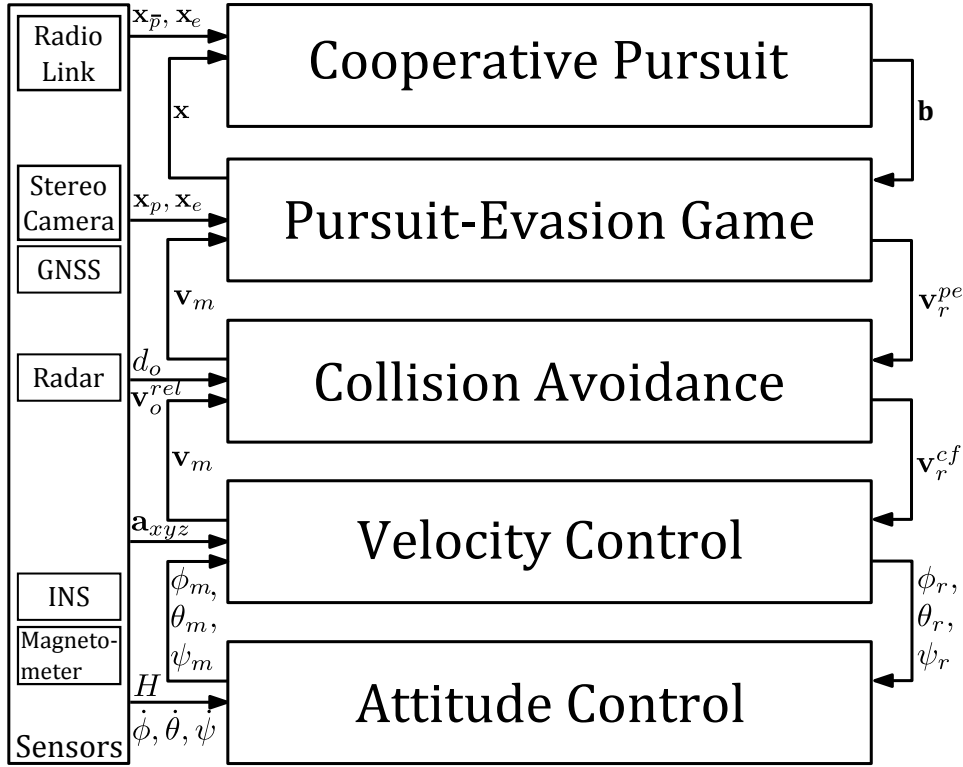 Radio
Link
Stereo
Camera
GNSS
Radar
INS
Magneto-
meter
Sensors
𝐱_p̅, 𝐱_e
𝐱
𝐱_p, 𝐱_e
𝐯_m
d_o
𝐯_o^{rel}
𝐯_m
𝐚_{xyz}
ϕ_m,
θ_m,
ψ_m
H
ϕ̇, θ̇, ψ̇
Cooperative Pursuit
Pursuit-Evasion Game
Collision Avoidance
Velocity Control
Attitude Control
𝐛
𝐯_r^{pe}
𝐯_r^{cf}
ϕ_r,
θ_r,
ψ_r